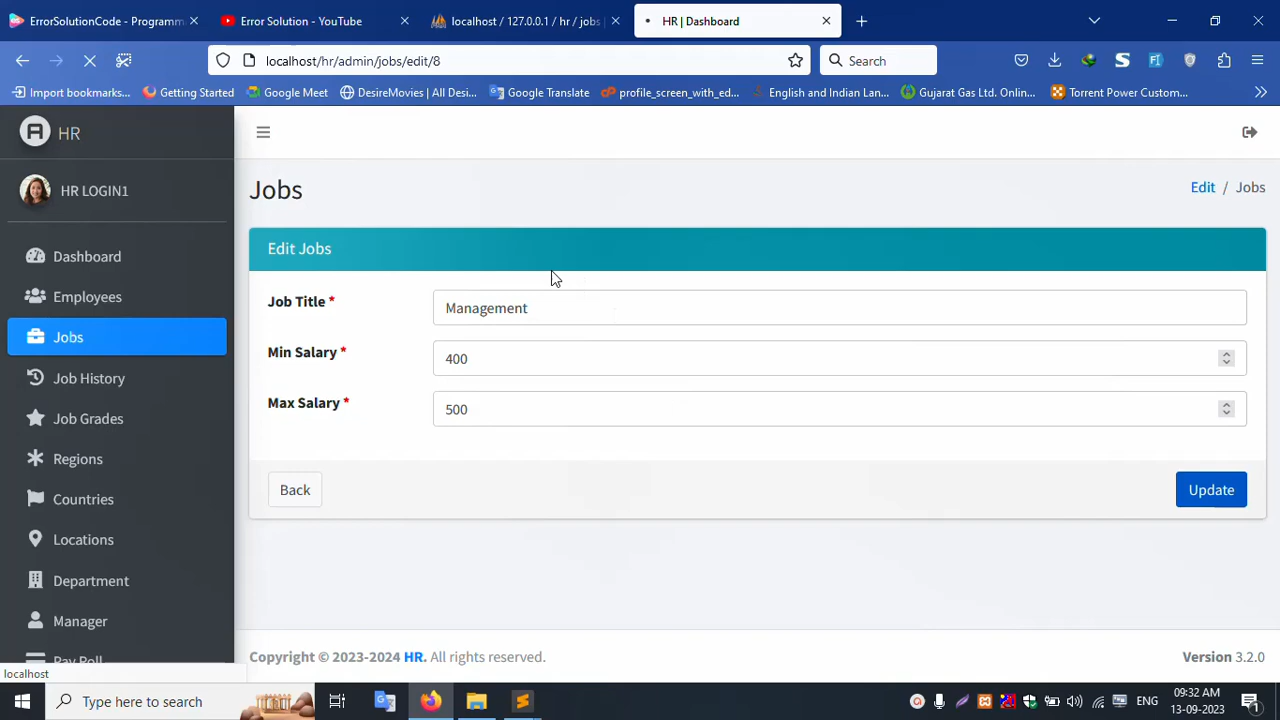 ErrorSolutionCode - Programm
Error Solution - YouTube
localhost / 127.0.0.1 / hr / jobs
HR | Dashboard
localhost/hr/admin/jobs/edit/8
Search
Import bookmarks...
Getting Started
Google Meet
DesireMovies | All Desi...
Google Translate
profile_screen_with_ed...
English and Indian Lan...
Gujarat Gas Ltd. Onlin...
Torrent Power Custom...
HR
HR LOGIN1
Dashboard
Employees
Jobs
Job History
Job Grades
Regions
Countries
Locations
Department
Manager
Pay Roll
Jobs
Edit / Jobs
Edit Jobs
Job Title *
Management
Min Salary *
400
Max Salary *
500
Back
Update
Copyright © 2023-2024 HR. All rights reserved.
Version 3.2.0
localhost
Type here to search
ENG
09:32 AM
13-09-2023
1